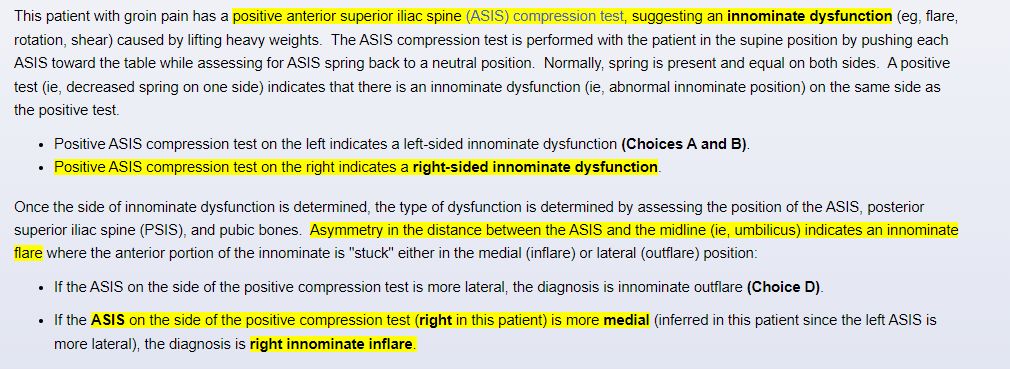 This patient with groin pain has a positive anterior superior iliac spine (ASIS) compression test, suggesting an innominate dysfunction (eg, flare,
rotation, shear) caused by lifting heavy weights. The ASIS compression test is performed with the patient in the supine position by pushing each
ASIS toward the table while assessing for ASIS spring back to a neutral position. Normally, spring is present and equal on both sides. A positive
test (ie, decreased spring on one side) indicates that there is an innominate dysfunction (ie, abnormal innominate position) on the same side as
the positive test.
• Positive ASIS compression test on the left indicates a left-sided innominate dysfunction (Choices A and B).
• Positive ASIS compression test on the right indicates a right-sided innominate dysfunction.
Once the side of innominate dysfunction is determined, the type of dysfunction is determined by assessing the position of the ASIS, posterior
superior iliac spine (PSIS), and pubic bones. Asymmetry in the distance between the ASIS and the midline (ie, umbilicus) indicates an innominate
flare where the anterior portion of the innominate is "stuck" either in the medial (inflare) or lateral (outflare) position:
• If the ASIS on the side of the positive compression test is more lateral, the diagnosis is innominate outflare (Choice D).
• If the ASIS on the side of the positive compression test (right in this patient) is more medial (inferred in this patient since the left ASIS is
more lateral), the diagnosis is right innominate inflare.